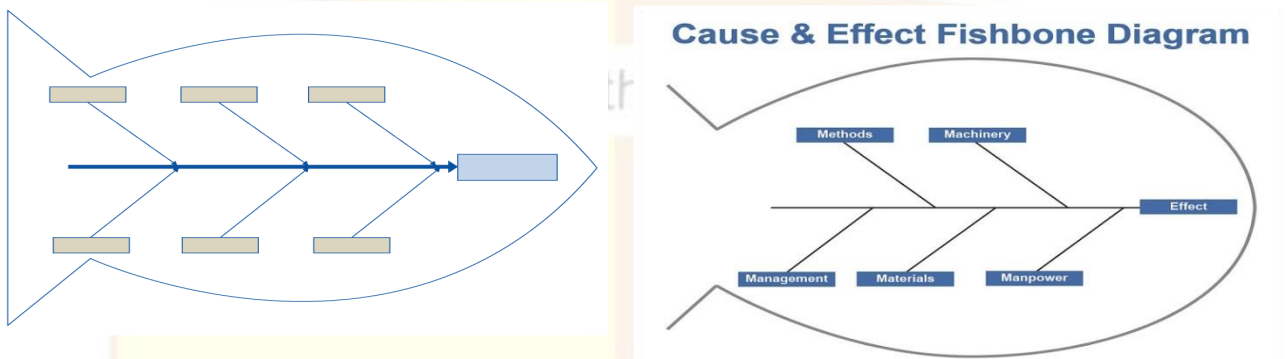 Cause & Effect Fishbone Diagram
Methods
Machinery
Effect
Management
Materials
Manpower